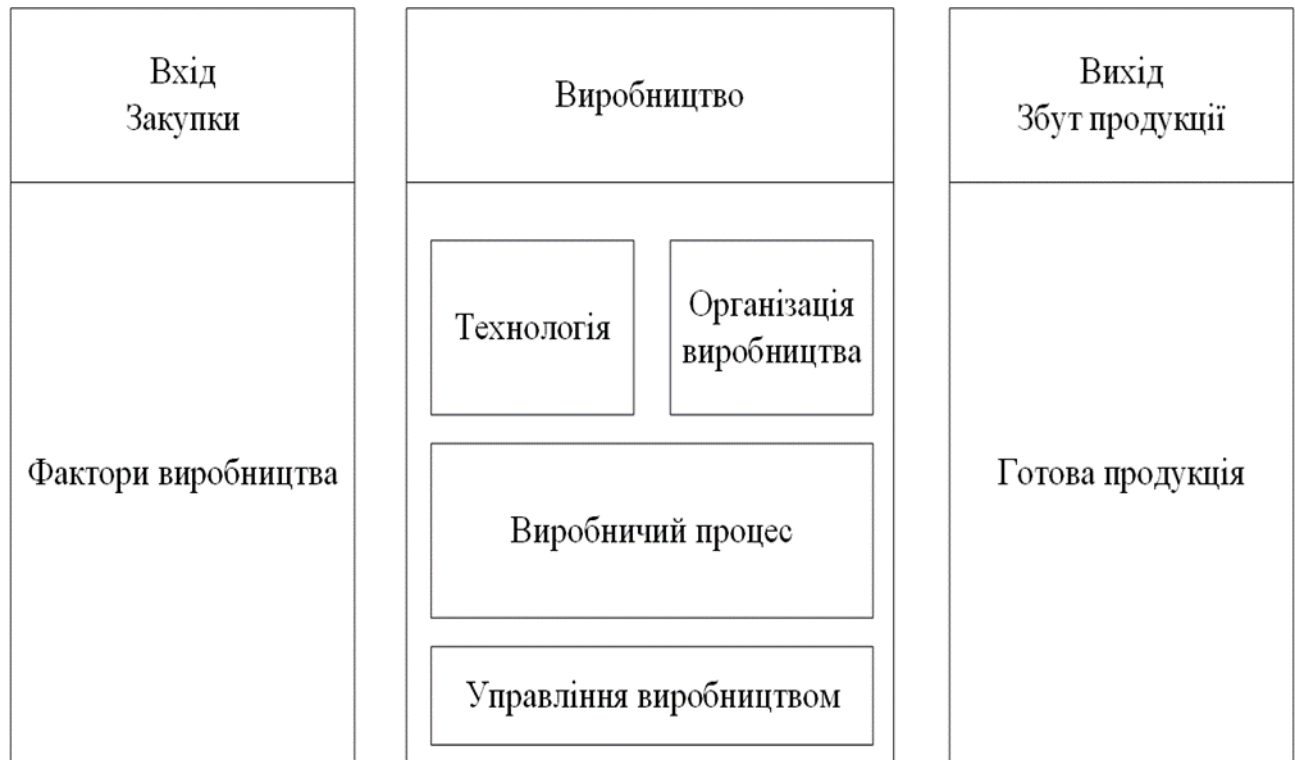 Вхід
Закупки
Виробництво
Вихід
Збут продукції
Фактори виробництва
Технологія
Організація
виробництва
Виробничий процес
Управління виробництвом
Готова продукція